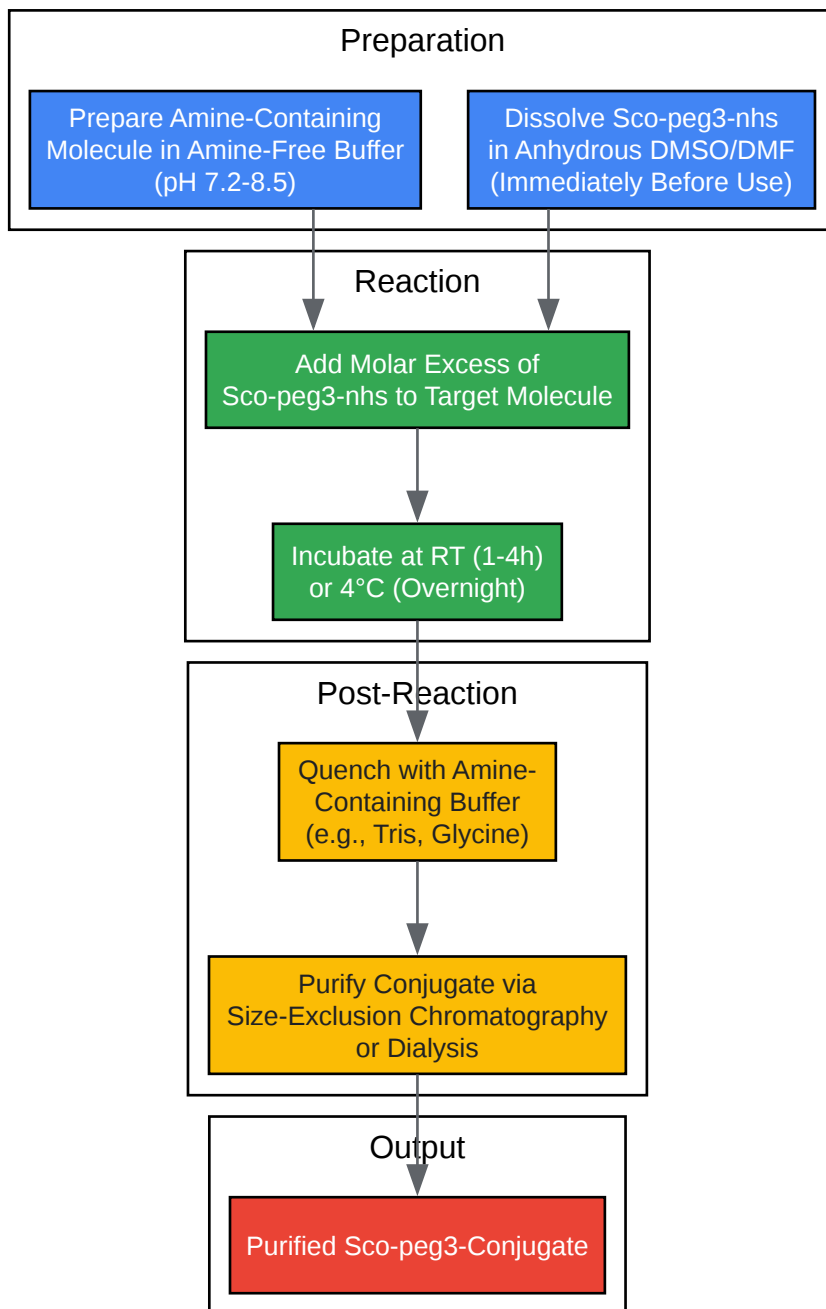 Preparation
Prepare Amine-Containing
Molecule in Amine-Free Buffer
(pH 7.2-8.5)
Dissolve Sco-peg3-nhs
in Anhydrous DMSO/DMF
(Immediately Before Use)
Reaction
Add Molar Excess of
Sco-peg3-nhs to Target Molecule
Incubate at RT (1-4h)
or 4°C (Overnight)
Post-Reaction
Quench with Amine-
Containing Buffer
(e.g., Tris, Glycine)
Purify Conjugate via
Size-Exclusion Chromatography
or Dialysis
Output
Purified Sco-peg3-Conjugate